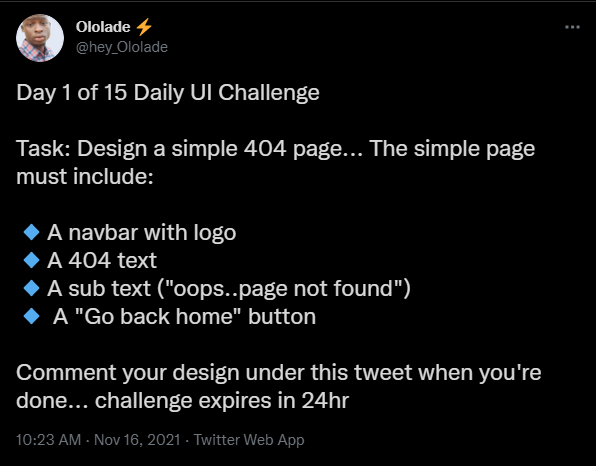 Ololade ⚡
@hey_Ololade
Day 1 of 15 Daily UI Challenge
Task: Design a simple 404 page... The simple page
must include:
🔹 A navbar with logo
🔹 A 404 text
🔹 A sub text ("oops..page not found")
🔹 A "Go back home" button
Comment your design under this tweet when you're
done... challenge expires in 24hr
10:23 AM · Nov 16, 2021 · Twitter Web App